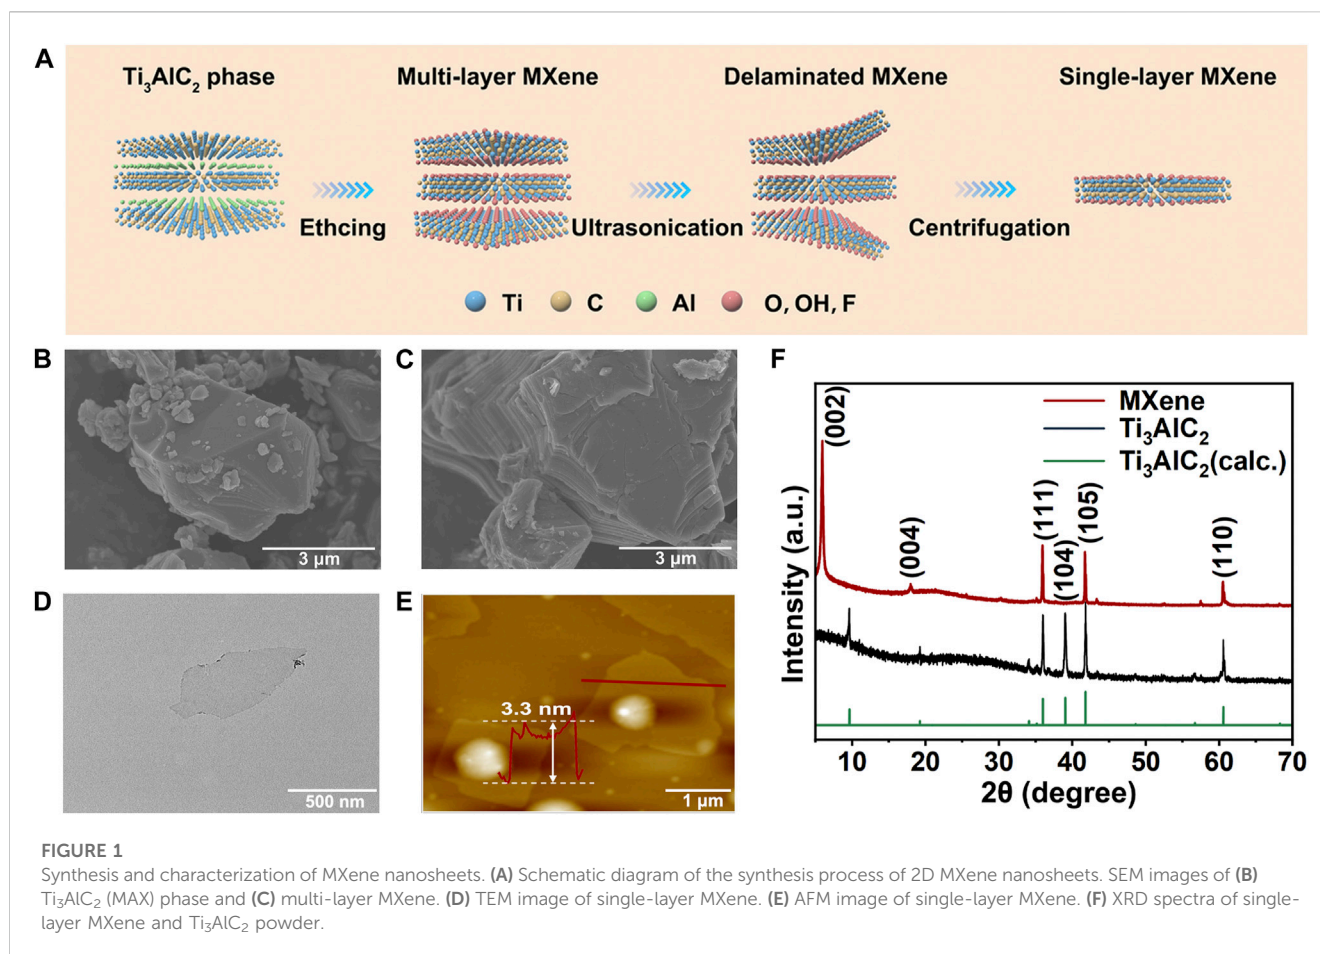 A
Ti₃AlC₂ phase
Multi-layer MXene
Delaminated MXene
Single-layer MXene
Ethcing
Ultrasonication
Centrifugation
Ti
C
Al
O, OH, F
B
3 μm
C
3 μm
D
500 nm
E
3.3 nm
1 μm
F
MXene
Ti₃AlC₂
Ti₃AlC₂(calc.)
(002)
(004)
(111)
(104)
(105)
(110)
Intensity (a.u.)
10 20 30 40 50 60 70
2θ (degree)
FIGURE 1
Synthesis and characterization of MXene nanosheets. (A) Schematic diagram of the synthesis process of 2D MXene nanosheets. SEM images of (B)
Ti₃AlC₂ (MAX) phase and (C) multi-layer MXene. (D) TEM image of single-layer MXene. (E) AFM image of single-layer MXene. (F) XRD spectra of single-
layer MXene and Ti₃AlC₂ powder.